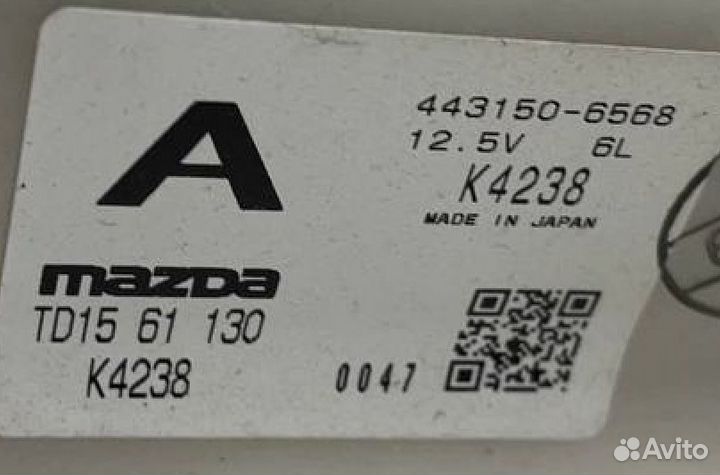 A
443150-6568
12.5V 6L
K4238
MADE IN JAPAN
mazda
TD15 61 130
K4238
0047
Avito